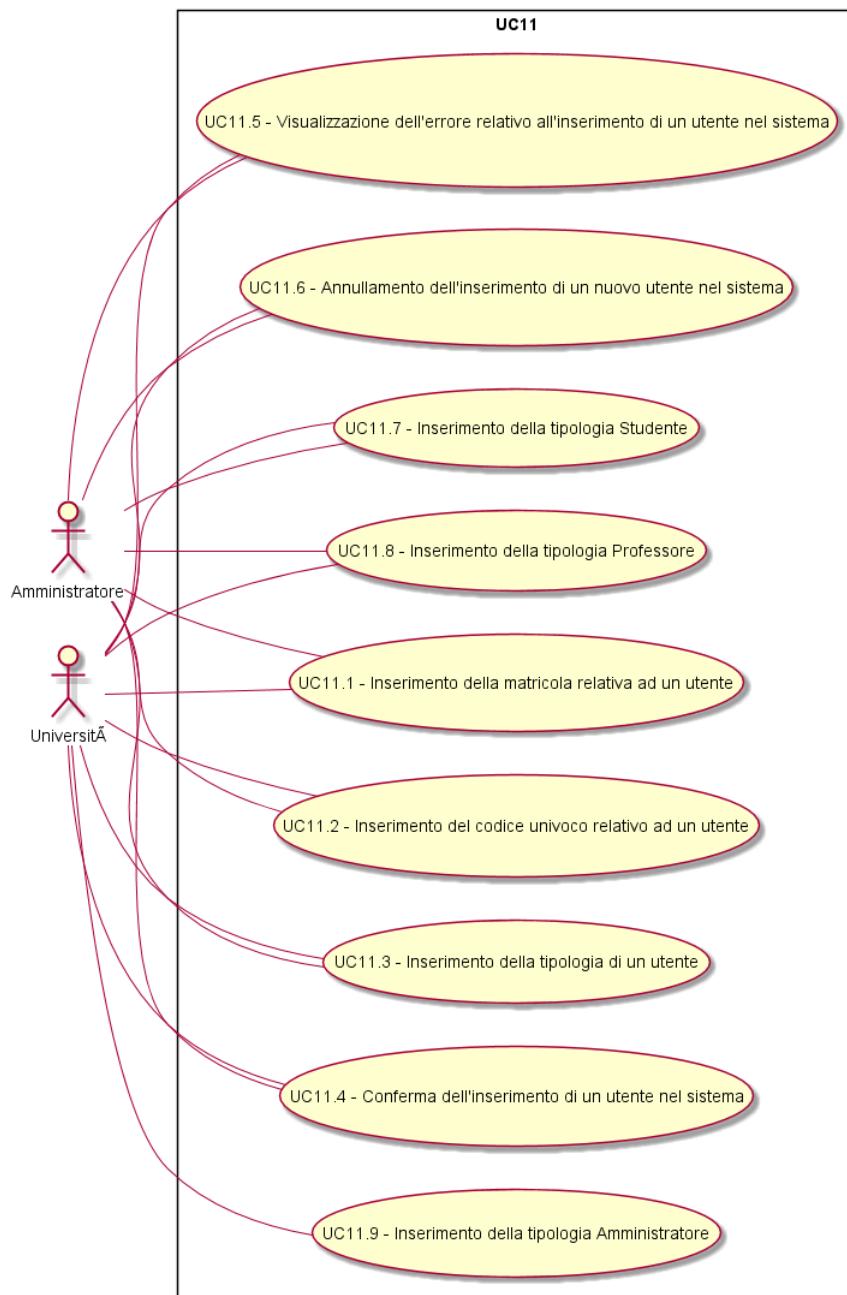 UC11
UC11.5 - Visualizzazione dell'errore relativo all'inserimento di un utente nel sistema
UC11.6 - Annullamento dell'inserimento di un nuovo utente nel sistema
UC11.7 - Inserimento della tipologia Studente
Amministratore
UC11.8 - Inserimento della tipologia Professore
UniversitÃ
UC11.1 - Inserimento della matricola relativa ad un utente
UC11.2 - Inserimento del codice univoco relativo ad un utente
UC11.3 - Inserimento della tipologia di un utente
UC11.4 - Conferma dell'inserimento di un utente nel sistema
UC11.9 - Inserimento della tipologia Amministratore